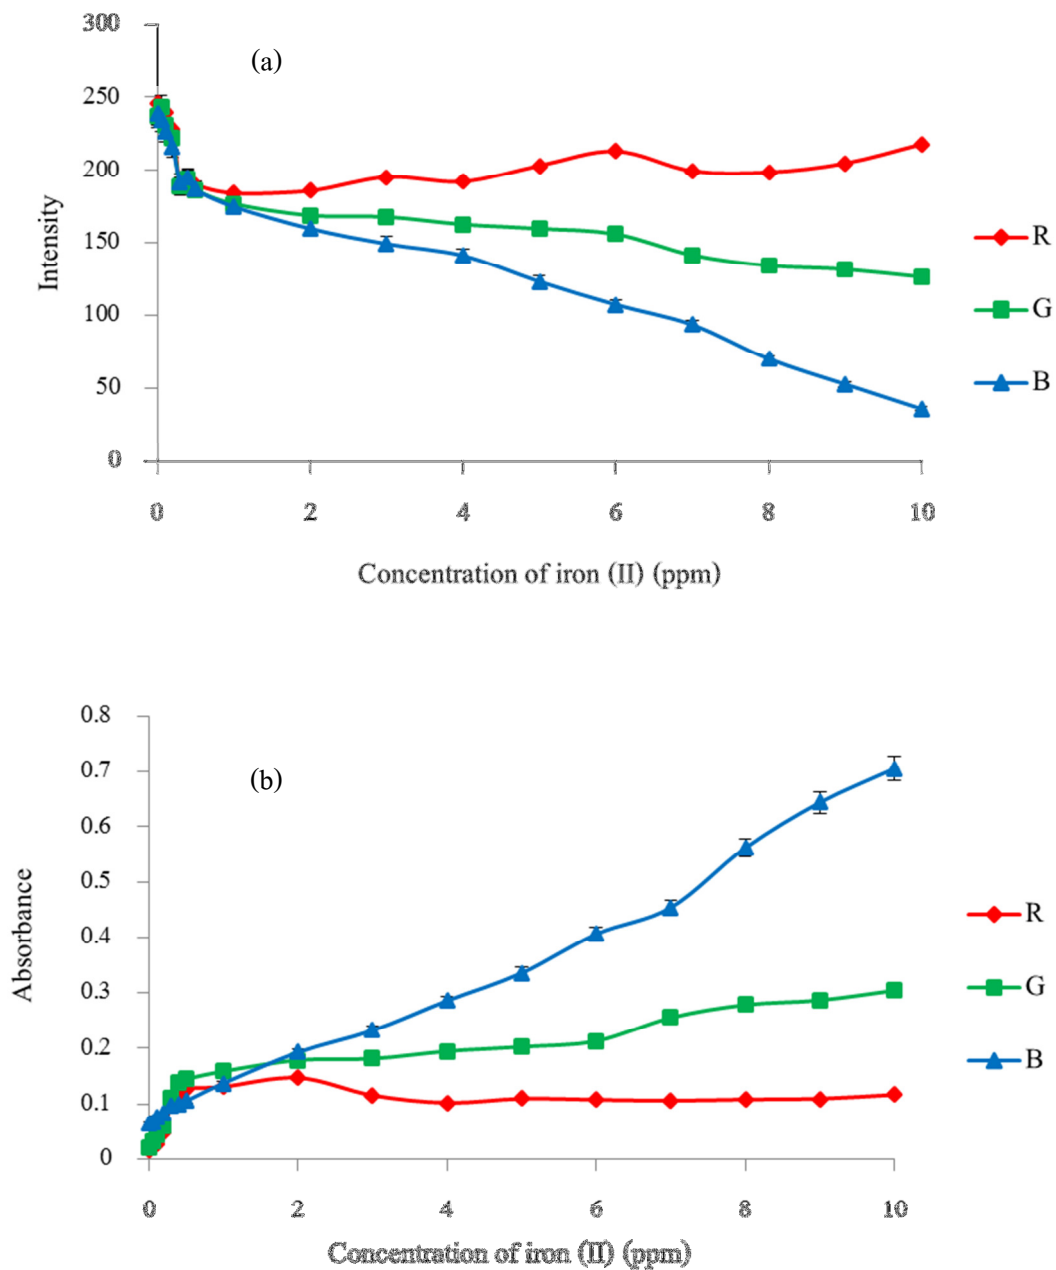 300
(a)
250
200
150
100
50
0
Intensity
R
G
B
0 2 4 6 8 10
Concentration of iron (II) (ppm)
0.8
(b)
0.7
0.6
0.5
0.4
0.3
0.2
0.1
0
Absorbance
R
G
B
0 2 4 6 8 10
Concentration of iron (II) (ppm)